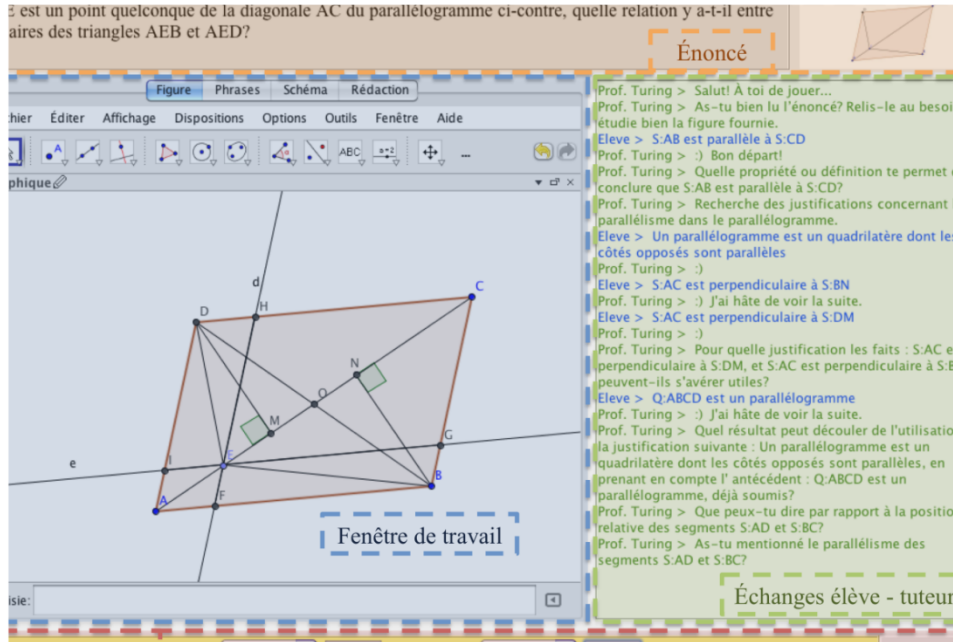 E est un point quelconque de la diagonale AC du parallélogramme ci-contre, quelle relation y a-t-il entre
aires des triangles AEB et AED?
Énoncé
Figure Phrases Schéma Rédaction
hier Éditer Affichage Dispositions Options Outils Fenêtre Aide
A ABC a=2
phique
d
C
D
H
N
O
M
G
e
I
E
B
A
F
Fenêtre de travail
isie:
Prof. Turing > Salut! À toi de jouer...
Prof. Turing > As-tu bien lu l'énoncé? Relis-le au besoi
étudie bien la figure fournie.
Eleve > S:AB est parallèle à S:CD
Prof. Turing > :) Bon départ!
Prof. Turing > Quelle propriété ou définition te permet
conclure que S:AB est parallèle à S:CD?
Prof. Turing > Recherche des justifications concernant
parallélisme dans le parallélogramme.
Eleve > Un parallélogramme est un quadrilatère dont les
côtés opposés sont parallèles
Prof. Turing > :)
Eleve > S:AC est perpendiculaire à S:BN
Prof. Turing > :) J'ai hâte de voir la suite.
Eleve > S:AC est perpendiculaire à S:DM
Prof. Turing > :)
Prof. Turing > Pour quelle justification les faits : S:AC e
perpendiculaire à S:DM, et S:AC est perpendiculaire à S:B
peuvent-ils s'avérer utiles?
Eleve > Q:ABCD est un parallélogramme
Prof. Turing > :) J'ai hâte de voir la suite.
Prof. Turing > Quel résultat peut découler de l'utilisatio
la justification suivante : Un parallélogramme est un
quadrilatère dont les côtés opposés sont parallèles, en
prenant en compte l' antécédent : Q:ABCD est un
parallélogramme, déjà soumis?
Prof. Turing > Que peux-tu dire par rapport à la positio
relative des segments S:AD et S:BC?
Prof. Turing > As-tu mentionné le parallélisme des
segments S:AD et S:BC?
Échanges élève - tuteur